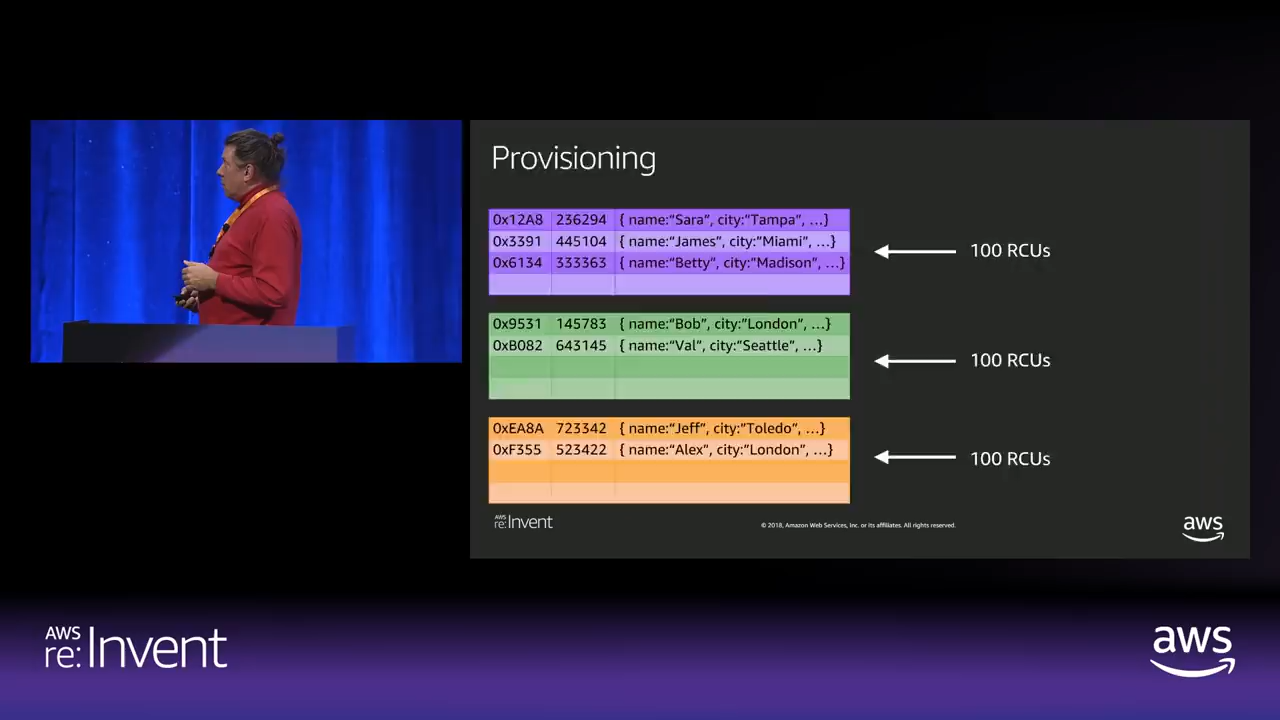 Provisioning
0x12A8 236294 { name:“Sara”, city:“Tampa”, ...}
0x3391 445104 { name:“James”, city:“Miami”, ...}
0x6134 333363 { name:“Betty”, city:“Madison”, ...}
100 RCUs
0x9531 145783 { name:“Bob”, city:“London”, ...}
0xB082 643145 { name:“Val”, city:“Seattle”, ...}
100 RCUs
0xEA8A 723342 { name:“Jeff”, city:“Toledo”, ...}
0xF355 523422 { name:“Alex”, city:“London”, ...}
100 RCUs
AWS
re:Invent
© 2018, Amazon Web Services, Inc. or its affiliates. All rights reserved.
aws
AWS
re:Invent
aws